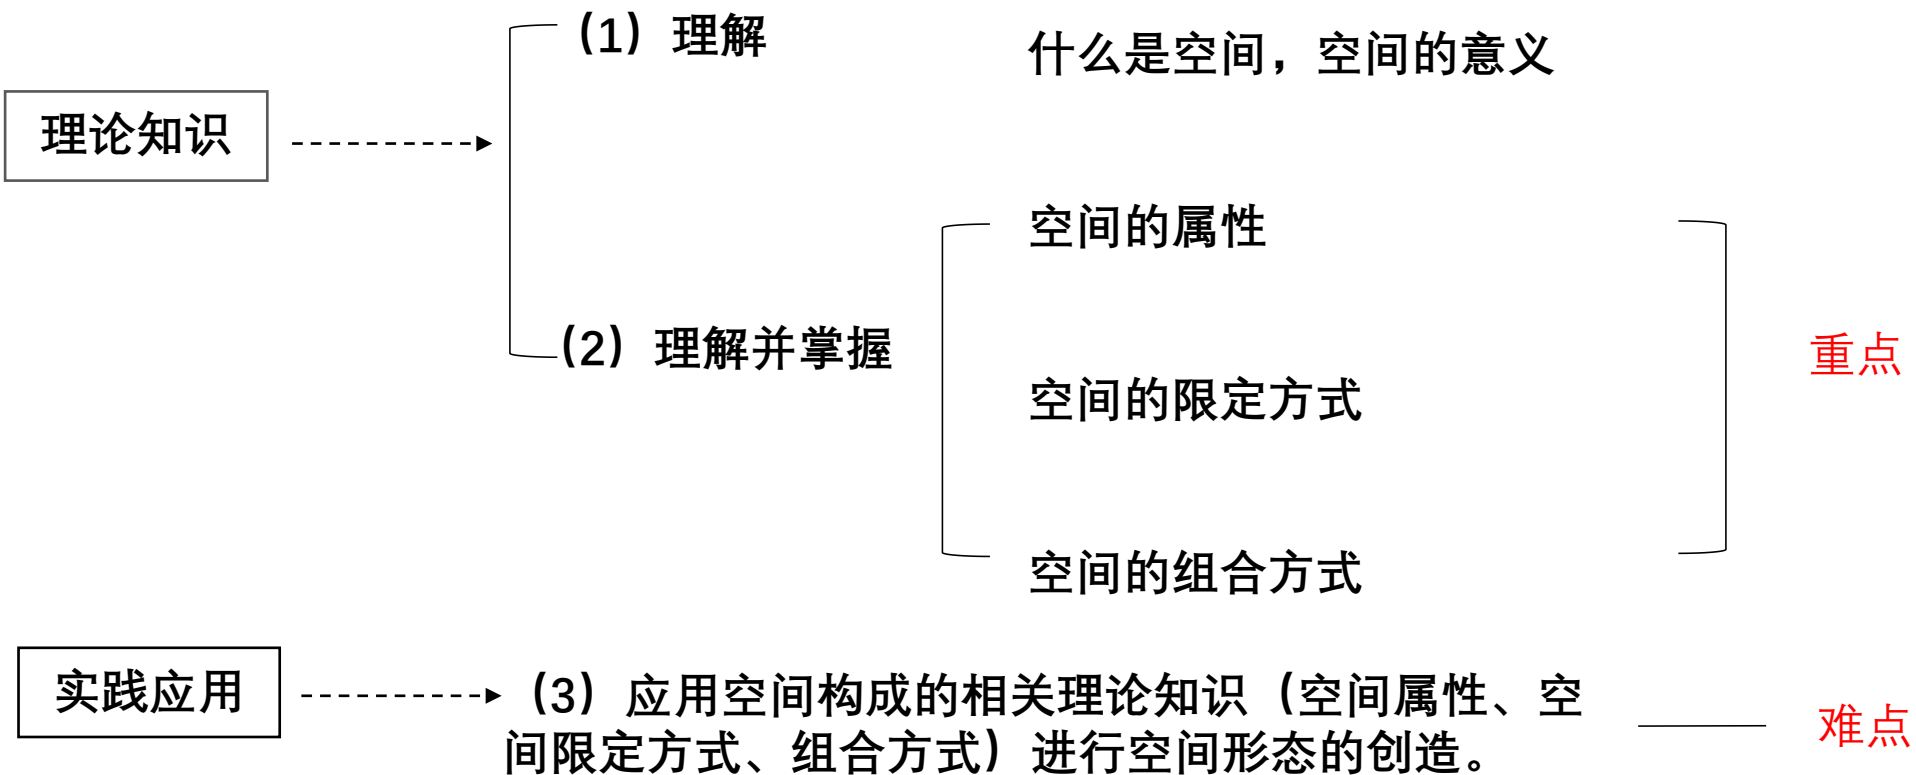 （1）理解
什么是空间，空间的意义
理论知识
空间的属性
（2）理解并掌握
重点
空间的限定方式
空间的组合方式
实践应用
（3）应用空间构成的相关理论知识（空间属性、空
间限定方式、组合方式）进行空间形态的创造。
难点